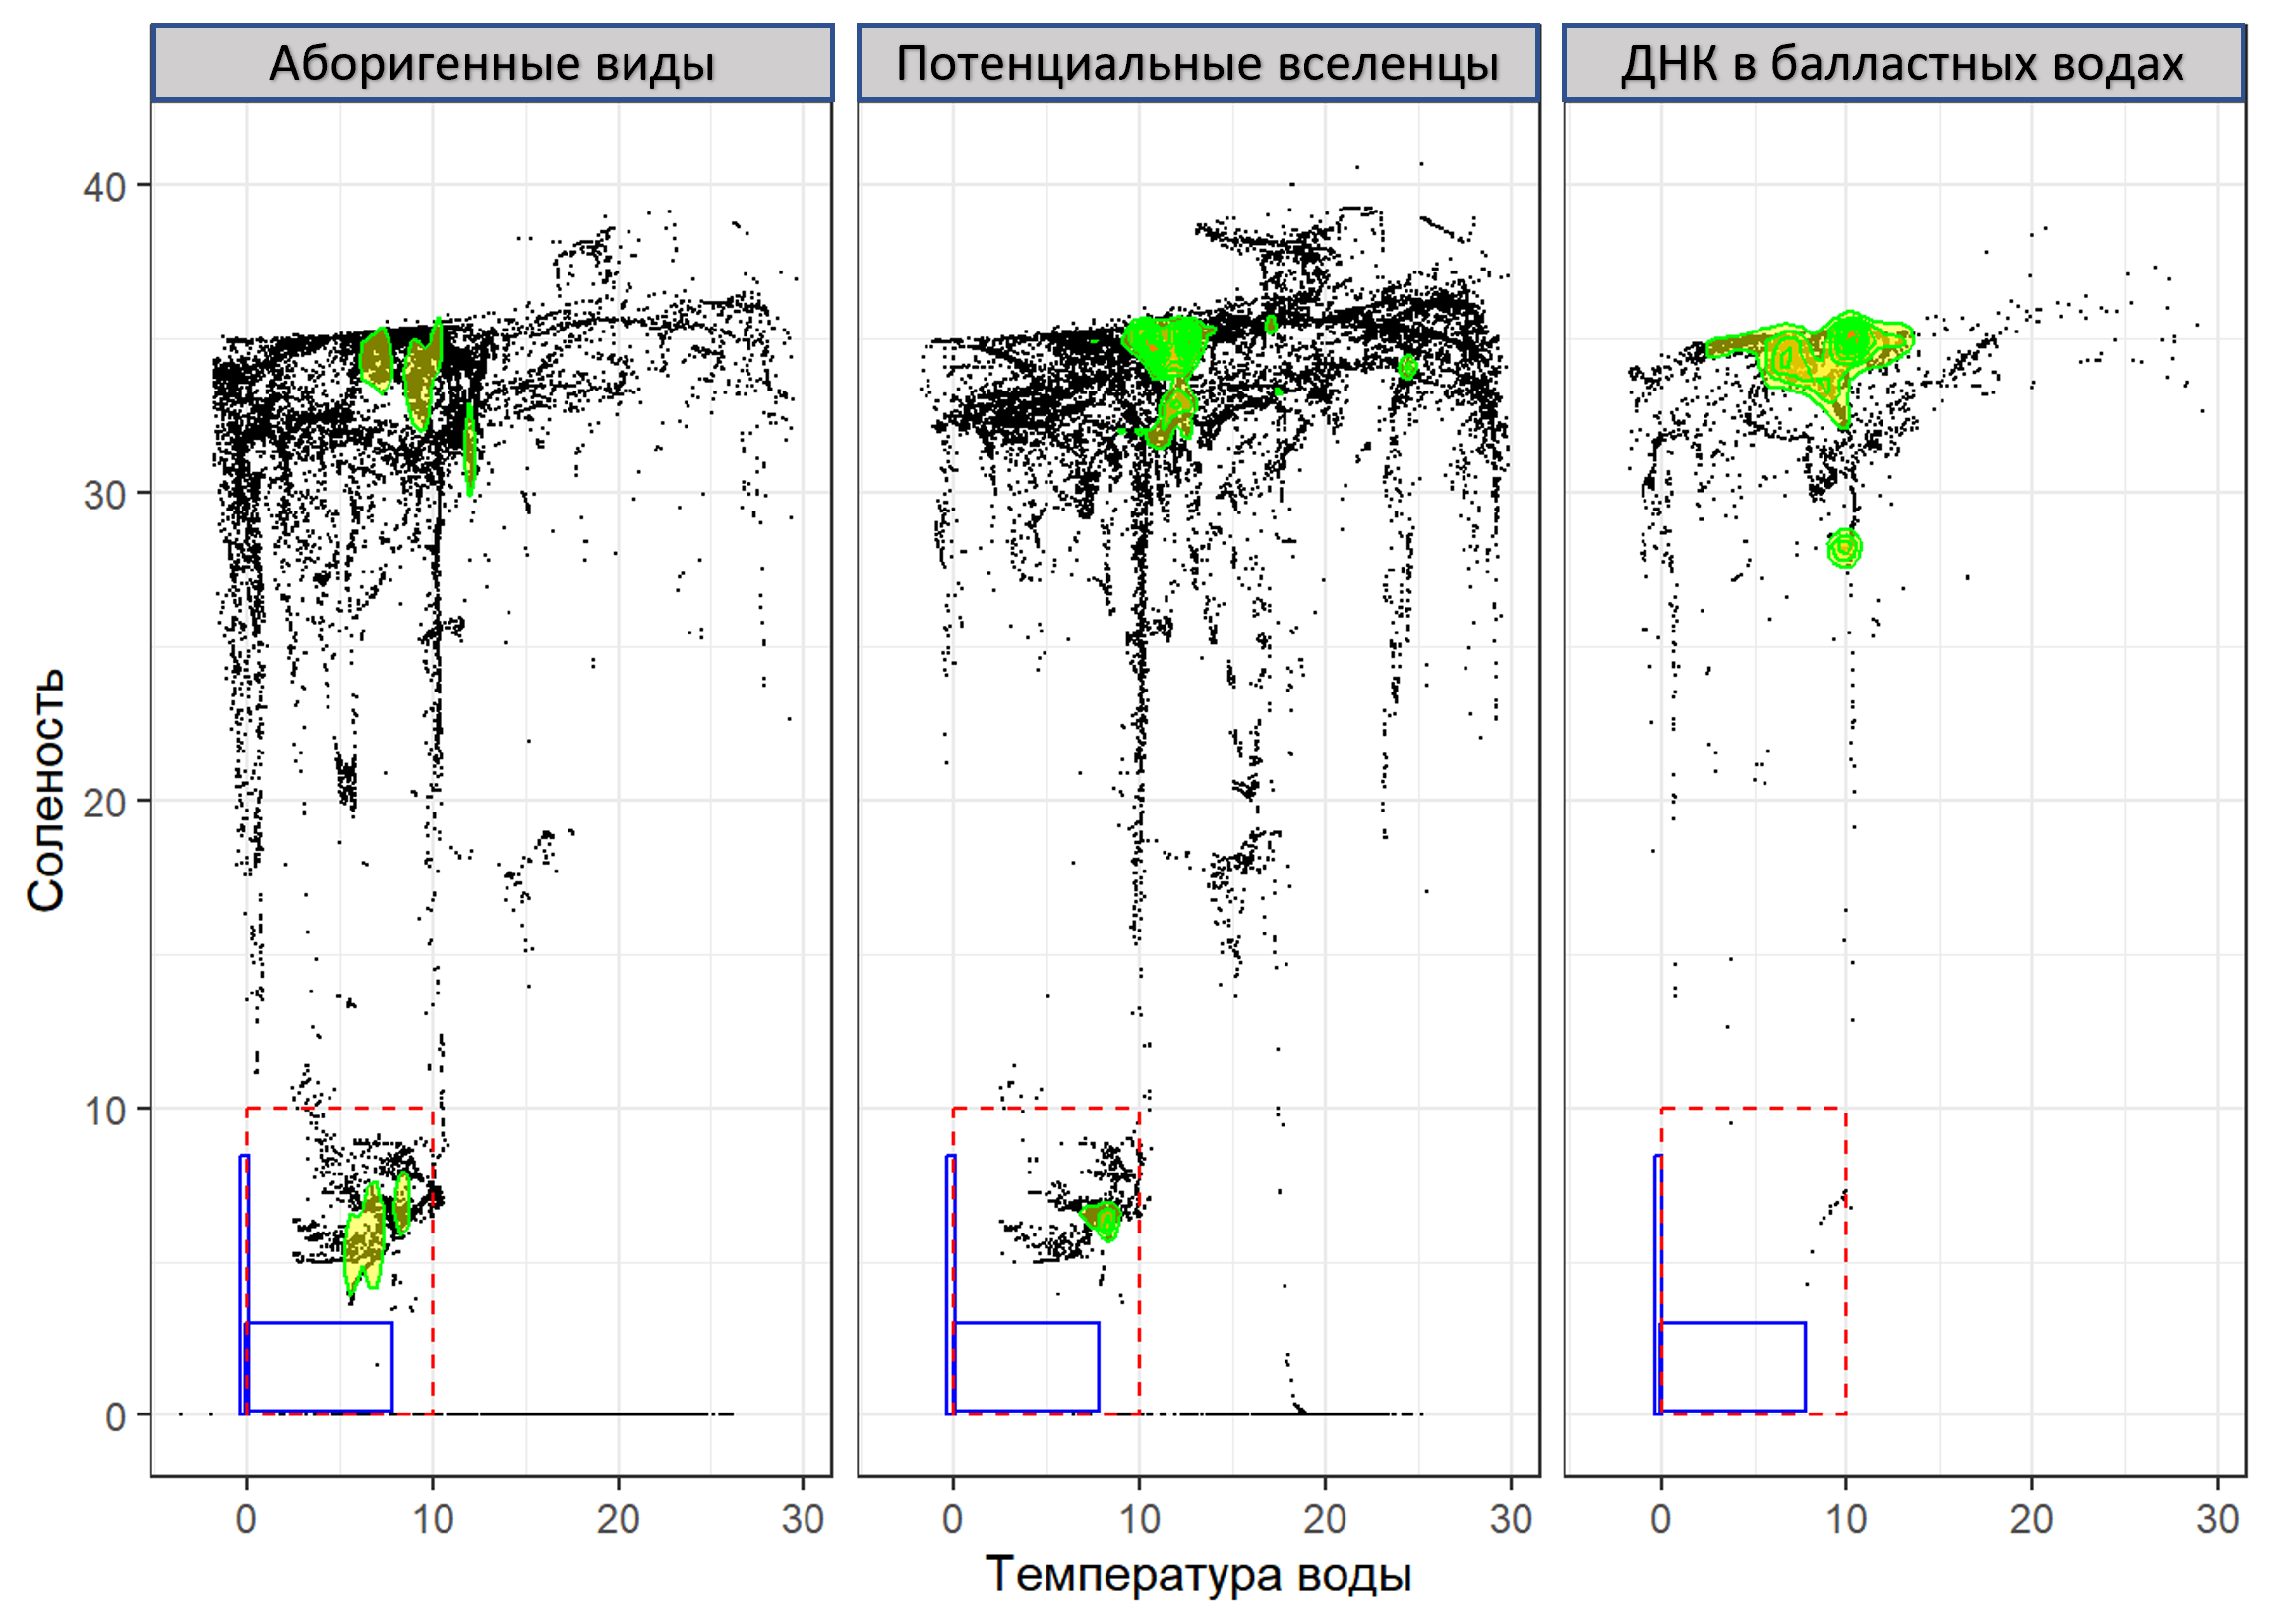 Аборигенные виды
Потенциальные вселенцы
ДНК в балластных водах
Соленость
40
30
20
10
0
0 10 20 30
0 10 20 30
0 10 20 30
Температура воды